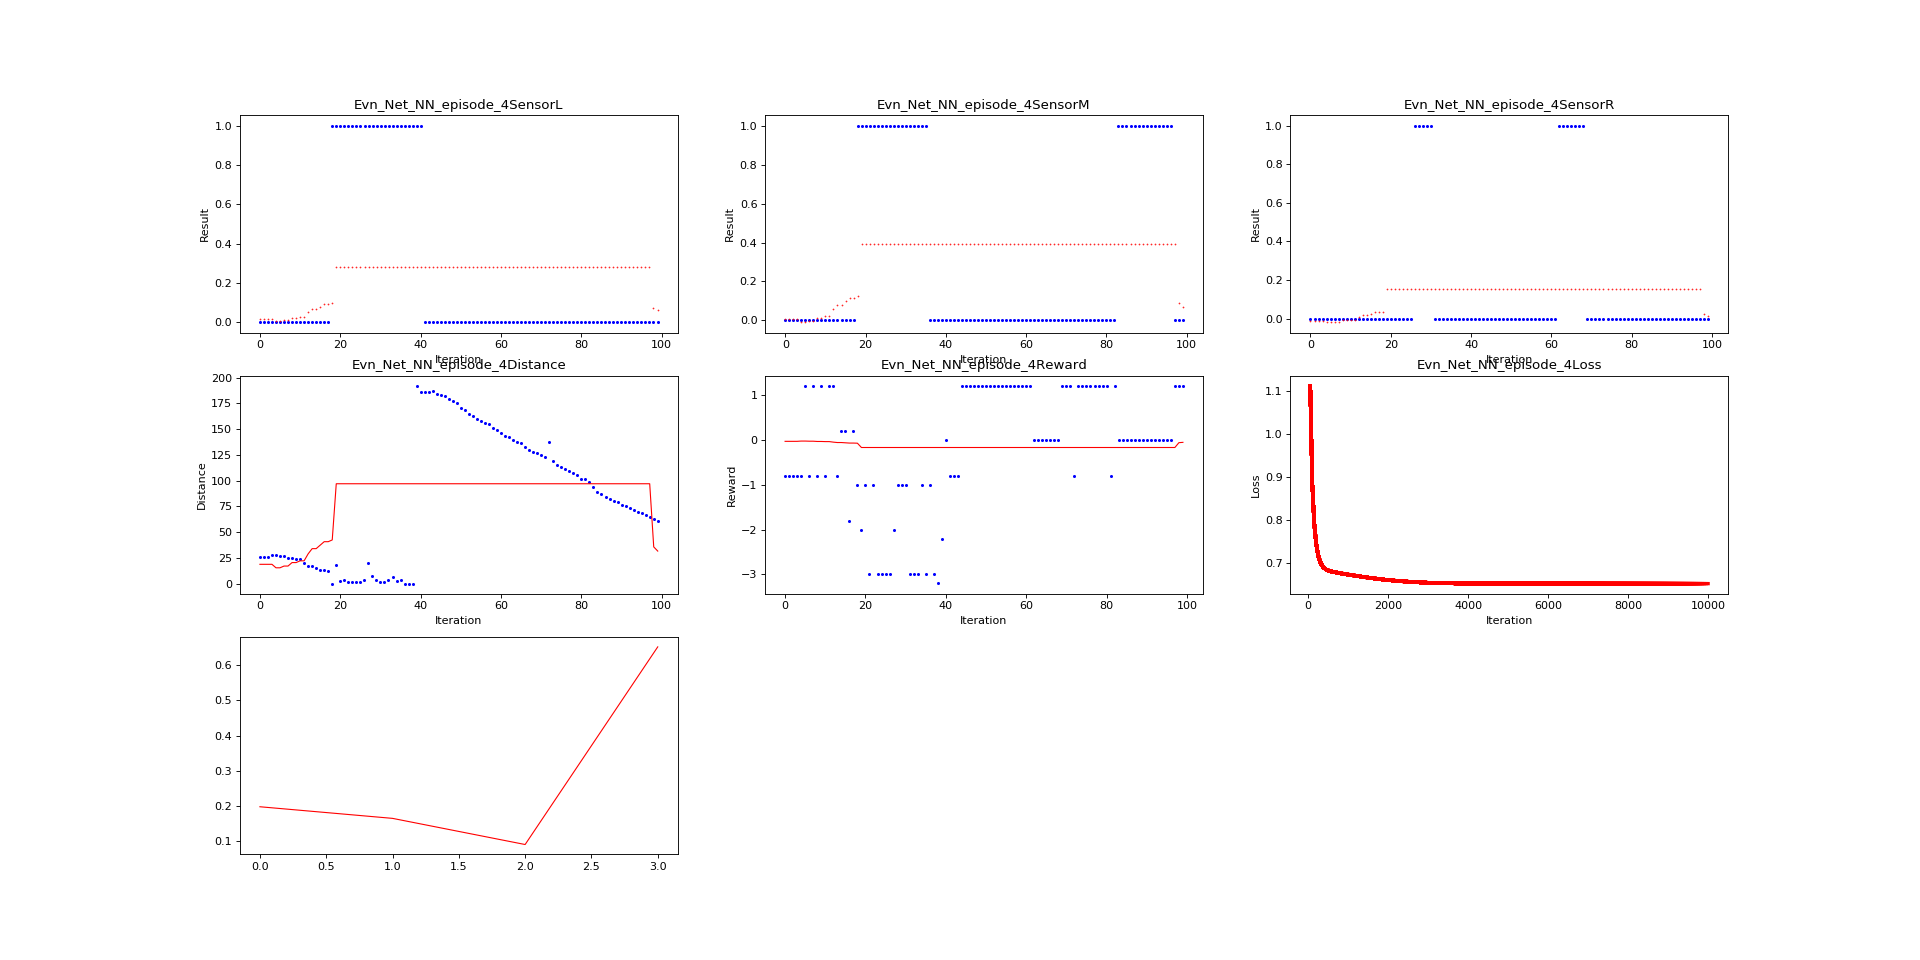 Evn_Net_NN_episode_4SensorL
Evn_Net_NN_episode_4SensorM
Evn_Net_NN_episode_4SensorR
Result
1.0
0.8
0.6
0.4
0.2
0.0
0 20 40 60 80 100
Iteration
Result
1.0
0.8
0.6
0.4
0.2
0.0
0 20 40 60 80 100
Iteration
Result
1.0
0.8
0.6
0.4
0.2
0.0
0 20 40 60 80 100
Iteration
Evn_Net_NN_episode_4Distance
Distance
200
175
150
125
100
75
50
25
0
0 20 40 60 80 100
Iteration
Evn_Net_NN_episode_4Reward
Reward
1
0
−1
−2
−3
0 20 40 60 80 100
Iteration
Evn_Net_NN_episode_4Loss
Loss
1.1
1.0
0.9
0.8
0.7
0 2000 4000 6000 8000 10000
Iteration
0.6
0.5
0.4
0.3
0.2
0.1
0.0 0.5 1.0 1.5 2.0 2.5 3.0